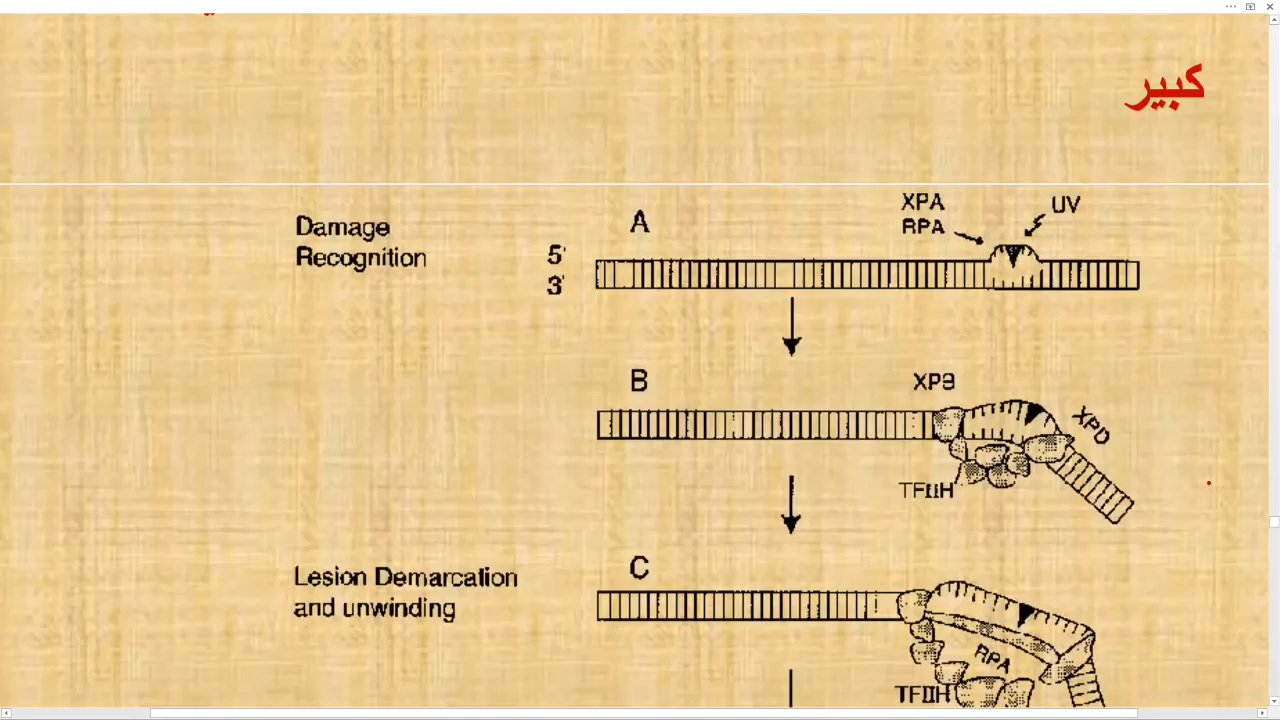 كبير
Damage
Recognition
A
XPA
RPA
UV
5'
3'
B
XPB
XPD
TFIIH
Lesion Demarcation
and unwinding
C
RPA
TFIIH